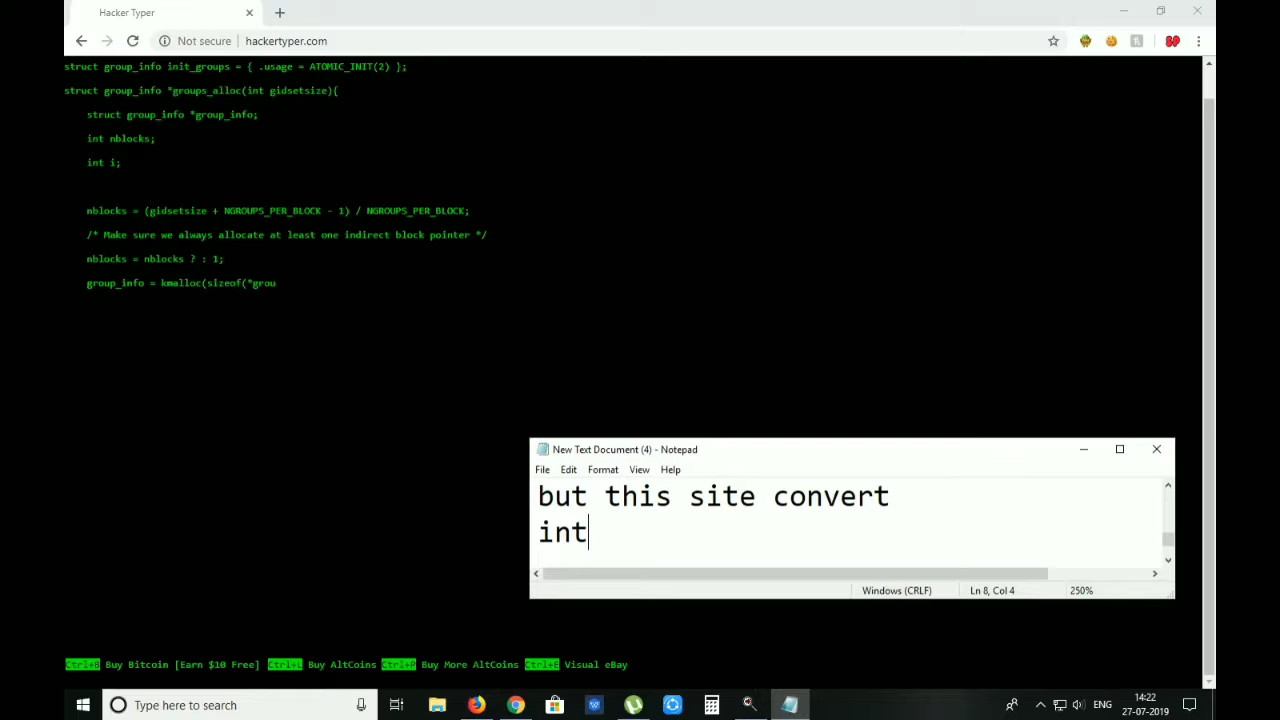 Hacker Typer
Not secure | hackertyper.com
struct group_info init_groups = { .usage = ATOMIC_INIT(2) };
struct group_info *groups_alloc(int gidsetsize){
struct group_info *group_info;
int nblocks;
int i;
nblocks = (gidsetsize + NGROUPS_PER_BLOCK - 1) / NGROUPS_PER_BLOCK;
/* Make sure we always allocate at least one indirect block pointer */
nblocks = nblocks ? : 1;
group_info = kmalloc(sizeof(*grou
New Text Document (4) - Notepad
File Edit Format View Help
but this site convert
int
Windows (CRLF) Ln 8, Col 4 250%
Ctrl+B Buy Bitcoin [Earn $10 Free] Ctrl+L Buy AltCoins Ctrl+P Buy More AltCoins Ctrl+E Visual eBay
Type here to search
ENG
14:22
27-07-2019